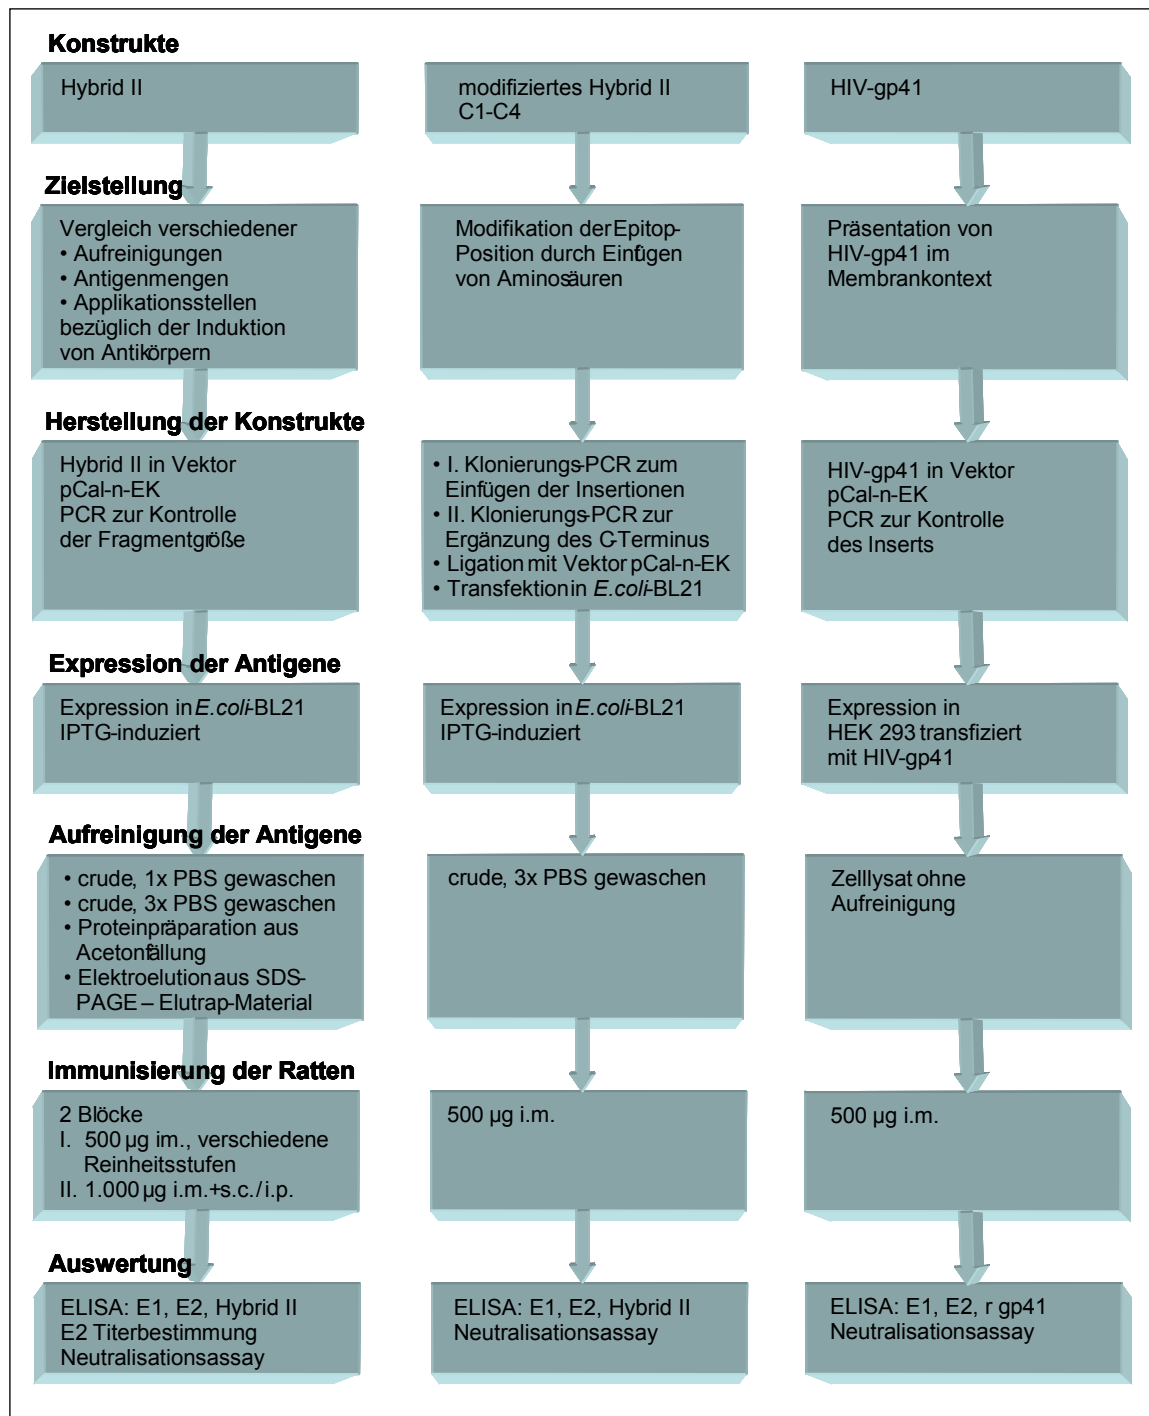 Konstrukte
Hybrid II
modifiziertes Hybrid II
C1-C4
HIV-gp41
Zielstellung
Vergleich verschiedener
• Aufreinigungen
• Antigenmengen
• Applikationsstellen
bezüglich der Induktion
von Antikörpern
Modifikation der Epitop-
Position durch Einfügen
von Aminosäuren
Präsentation von
HIV-gp41 im
Membrankontext
Herstellung der Konstrukte
Hybrid II in Vektor
pCal-n-EK
PCR zur Kontrolle
der Fragmentgröße
• I. Klonierungs-PCR zum
Einfügen der Insertionen
• II. Klonierungs-PCR zur
Ergänzung des C-Terminus
• Ligation mit Vektor pCal-n-EK
• Transfektion in E.coli-BL21
HIV-gp41 in Vektor
pCal-n-EK
PCR zur Kontrolle
des Inserts
Expression der Antigene
Expression in E.coli-BL21
IPTG-induziert
Expression in E.coli-BL21
IPTG-induziert
Expression in
HEK 293 transfiziert
mit HIV-gp41
Aufreinigung der Antigene
• crude, 1x PBS gewaschen
• crude, 3x PBS gewaschen
• Proteinpräparation aus
Acetonfällung
• Elektroelution aus SDS-
PAGE – Elutrap-Material
crude, 3x PBS gewaschen
Zelllysat ohne
Aufreinigung
Immunisierung der Ratten
2 Blöcke
I. 500 µg im., verschiedene
Reinheitsstufen
II. 1.000 µg i.m.+s.c./i.p.
500 µg i.m.
500 µg i.m.
Auswertung
ELISA: E1, E2, Hybrid II
E2 Titerbestimmung
Neutralisationsassay
ELISA: E1, E2, Hybrid II
Neutralisationsassay
ELISA: E1, E2, r gp41
Neutralisationsassay